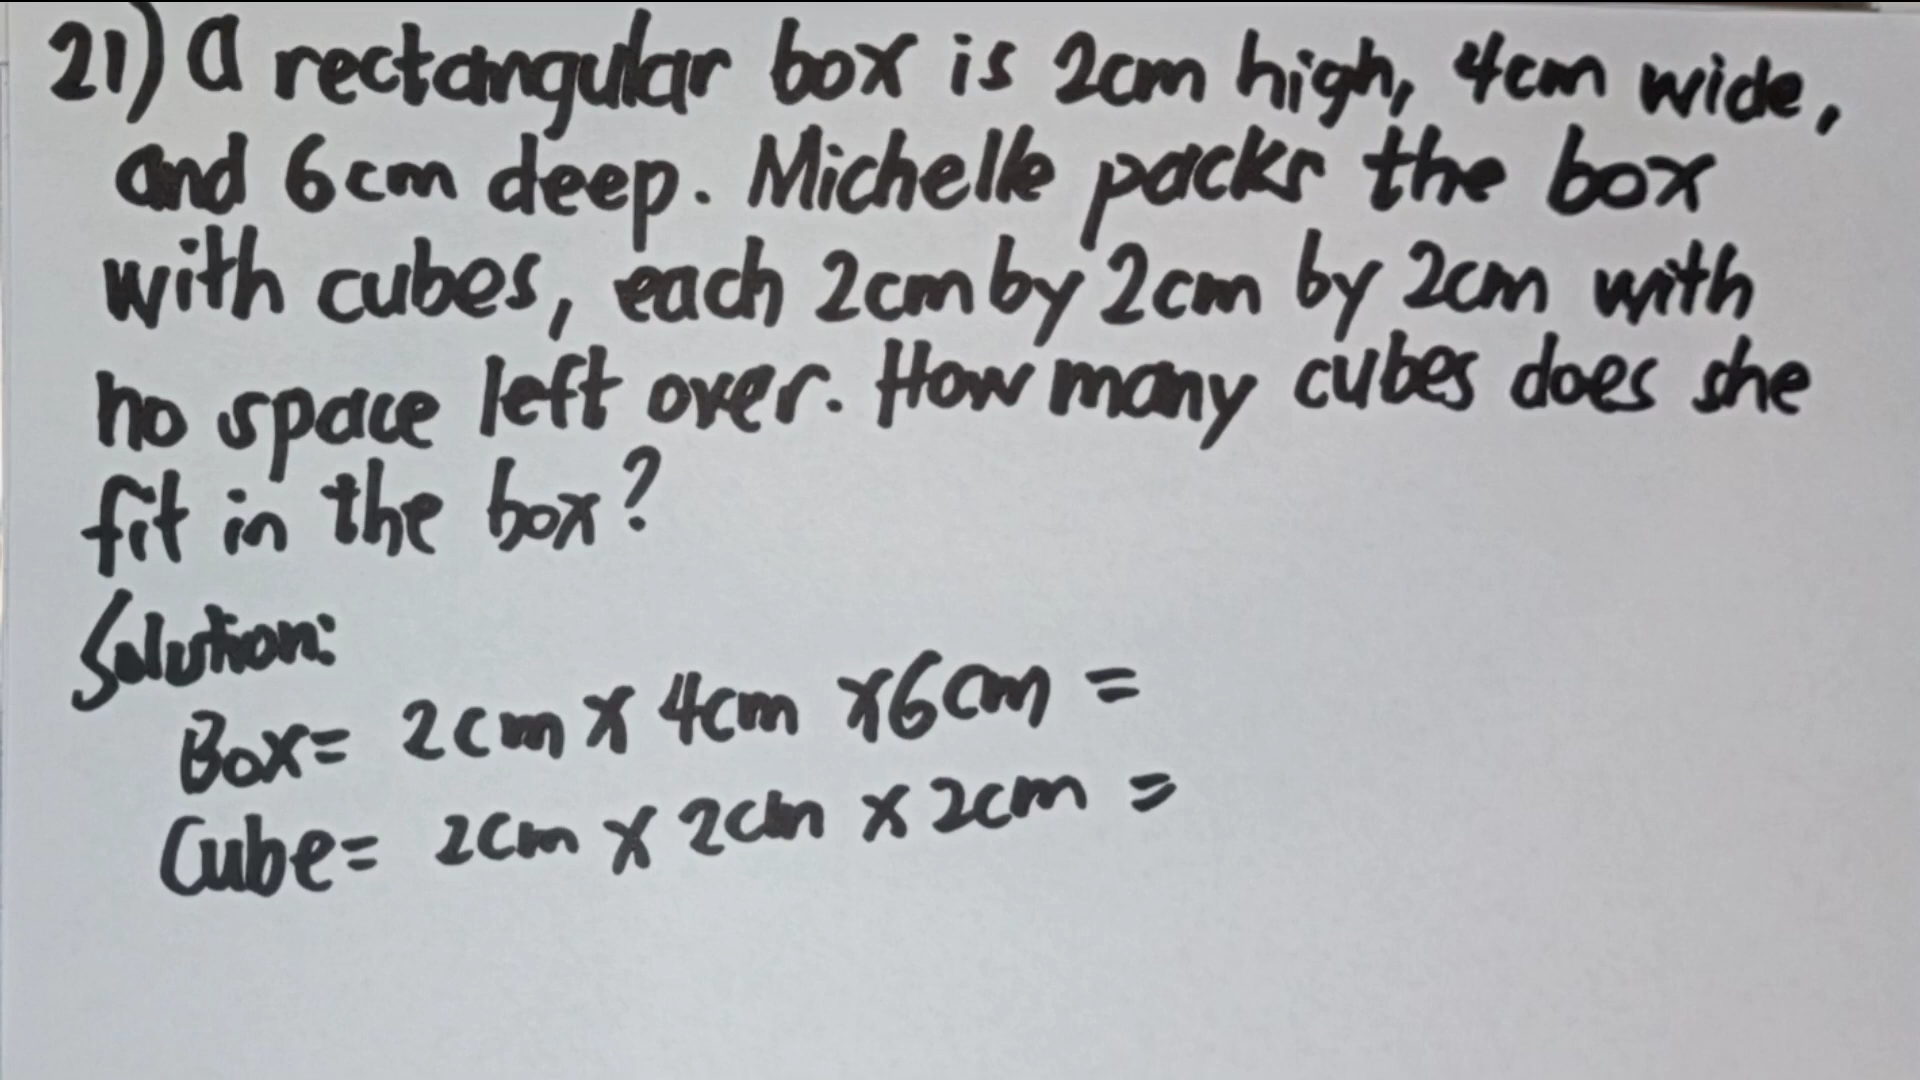 21) A rectangular box is 2cm high, 4cm wide,
and 6cm deep. Michelle packs the box
with cubes, each 2cm by 2cm by 2cm with
no space left over. How many cubes does she
fit in the box?
Solution:
Box= 2cm x 4cm x6cm =
Cube= 2cm x 2cm x 2cm =